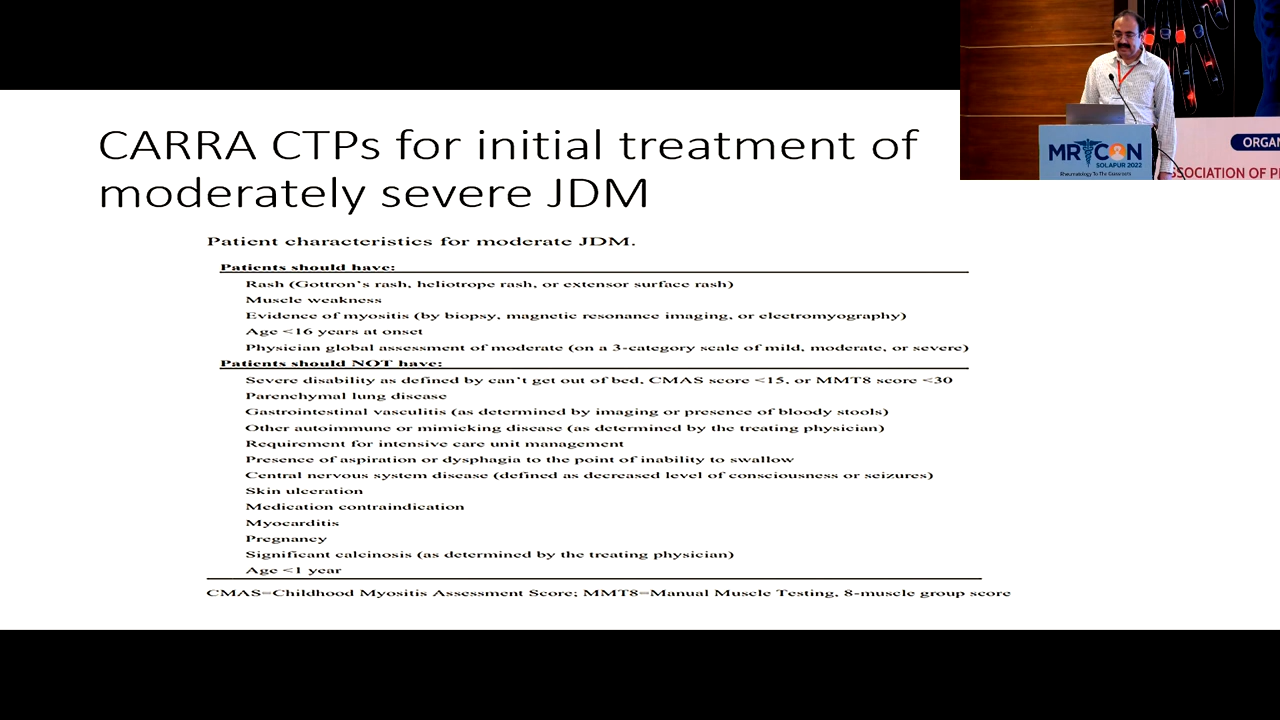 CARRA CTPs for initial treatment of
moderately severe JDM
Patient characteristics for moderate JDM.
Patients should have:
Rash (Gottron's rash, heliotrope rash, or extensor surface rash)
Muscle weakness
Evidence of myositis (by biopsy, magnetic resonance imaging, or electromyography)
Age <16 years at onset
Physician global assessment of moderate (on a 3-category scale of mild, moderate, or severe)
Patients should NOT have:
Severe disability as defined by can't get out of bed, CMAS score <15, or MMT8 score <30
Parenchymal lung disease
Gastrointestinal vasculitis (as determined by imaging or presence of bloody stools)
Other autoimmune or mimicking disease (as determined by the treating physician)
Requirement for intensive care unit management
Presence of aspiration or dysphagia to the point of inability to swallow
Central nervous system disease (defined as decreased level of consciousness or seizures)
Skin ulceration
Medication contraindication
Myocarditis
Pregnancy
Significant calcinosis (as determined by the treating physician)
Age <1 year
CMAS=Childhood Myositis Assessment Score; MMT8=Manual Muscle Testing, 8-muscle group score
MR CON
SOLAPUR 2022
Rheumatology To The Grassroots
ORGAN
SOCIATION OF P